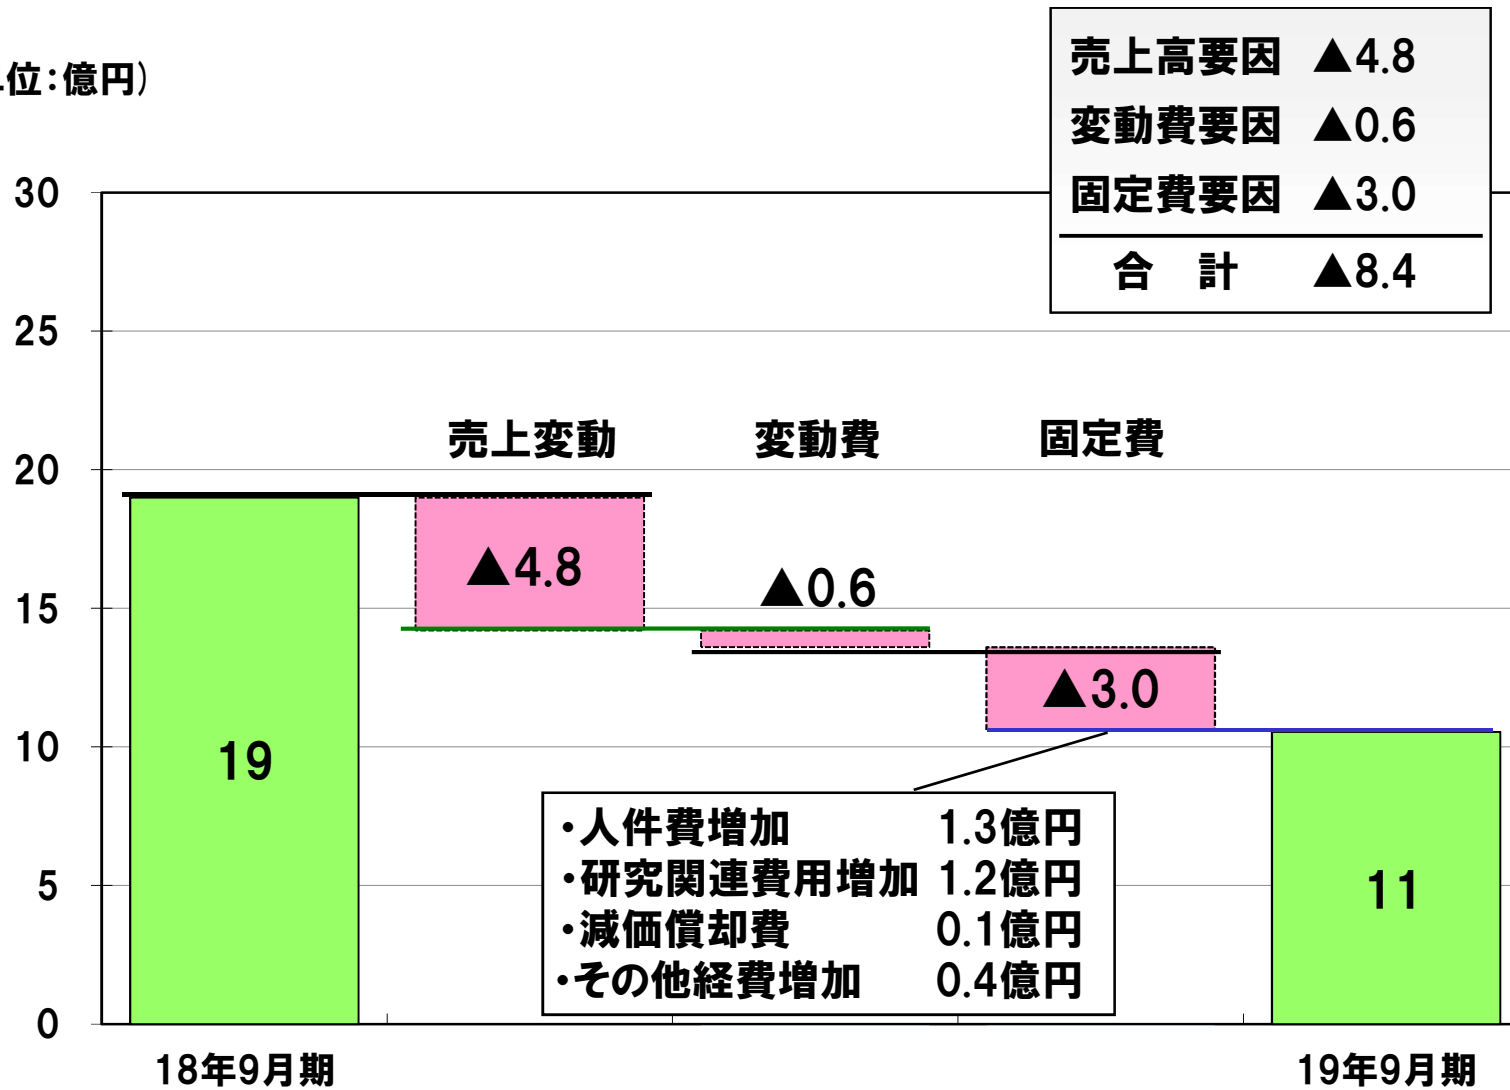 位：億円）
売上高要因 ▲4.8
変動費要因 ▲0.6
固定費要因 ▲3.0
合 計 ▲8.4
30
25
20
15
10
5
0
売上変動 変動費 固定費
▲4.8
▲0.6
▲3.0
19
11
・人件費増加 1.3億円
・研究関連費用増加 1.2億円
・減価償却費 0.1億円
・その他経費増加 0.4億円
18年9月期 19年9月期